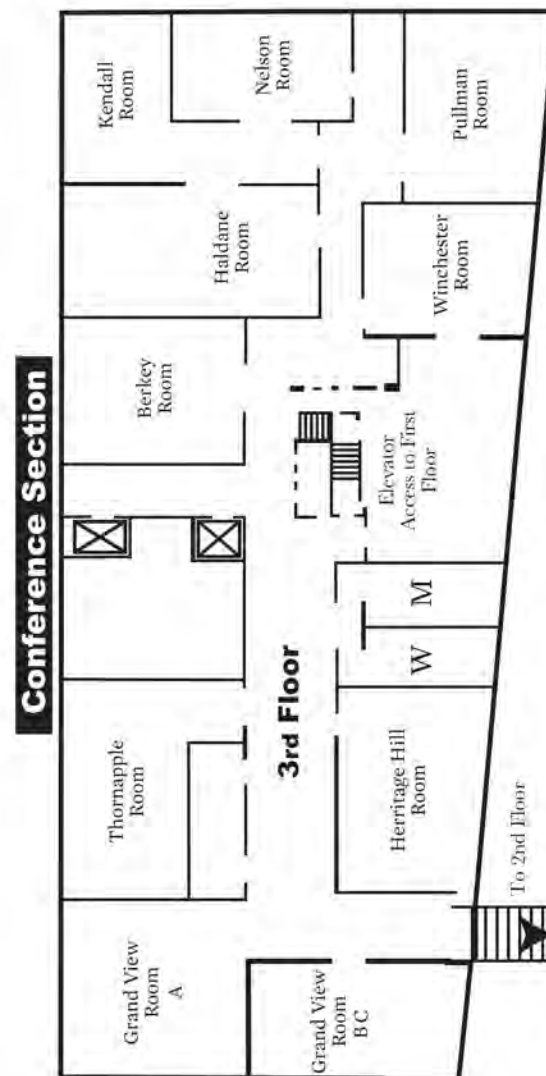 Conference Section
Kendall
Room
Nelson
Room
Pullman
Room
Haldane
Room
Winchester
Room
Berkey
Room
Elevator
Access to First
Floor
M
W
3rd Floor
Thornapple
Room
Herritage Hill
Room
To 2nd Floor
Grand View
Room
A
Grand View
Room
BC